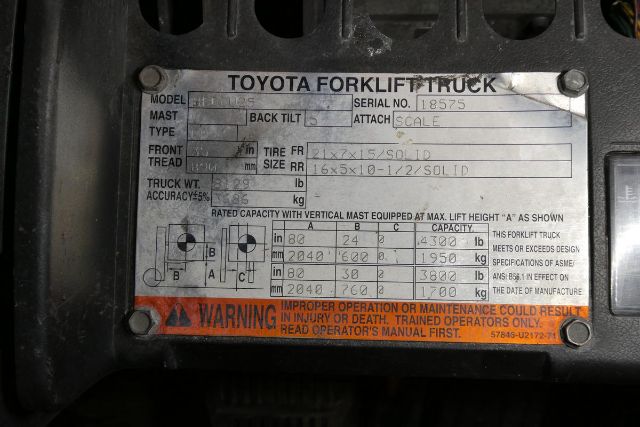 TOYOTA FORKLIFT TRUCK
MODEL
SERIAL NO. 18575
MAST
BACK TILT 5
ATTACH SCALE
TYPE
FRONT in
TREAD
TIRE SIZE
FR 21x7x15/SOLID
RR 16x5x10-1/2/SOLID
TRUCK WT. lb
ACCURACY±5% kg
RATED CAPACITY WITH VERTICAL MAST EQUIPPED AT MAX. LIFT HEIGHT "A" AS SHOWN
A B C CAPACITY
in 80 24 0 4300 lb
mm 2040 600 0 1950 kg
in 80 30 0 3800 lb
mm 2040 760 0 1700 kg
B
B A
C
THIS FORKLIFT TRUCK
MEETS OR EXCEEDS DESIGN
SPECIFICATIONS OF ASME/
ANSI B56.1 IN EFFECT ON
THE DATE OF MANUFACTURE
WARNING
IMPROPER OPERATION OR MAINTENANCE COULD RESULT
IN INJURY OR DEATH. TRAINED OPERATORS ONLY.
READ OPERATOR'S MANUAL FIRST.
57846-U2172-71